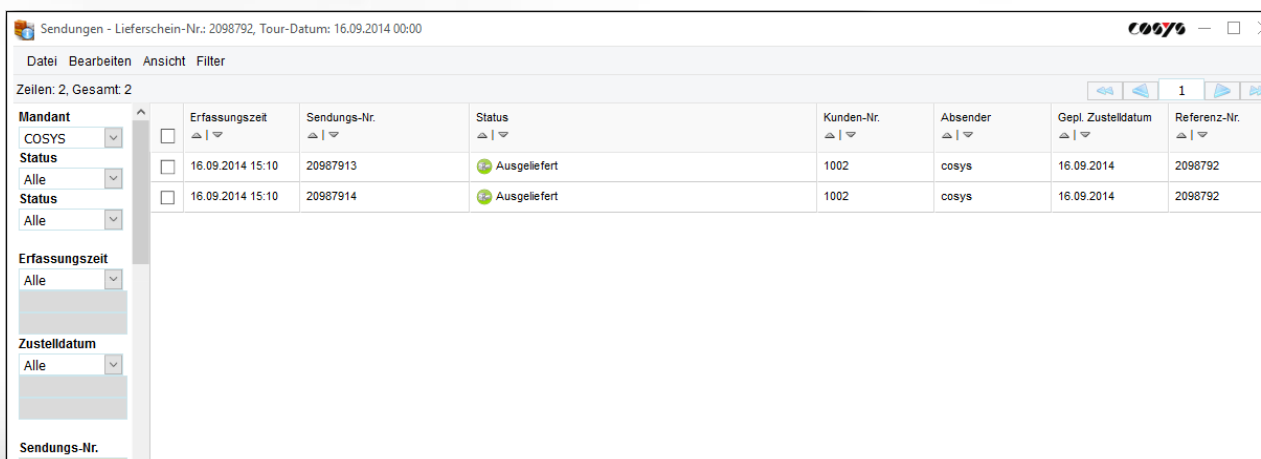 Sendungen - Lieferschein-Nr.: 2098792, Tour-Datum: 16.09.2014 00:00 COSYS
Datei Bearbeiten Ansicht Filter
Zeilen: 2, Gesamt: 2 1
Mandant
COSYS
Status
Alle
Status
Alle
Erfassungszeit
Alle
Zustelldatum
Alle
Sendungs-Nr.
Erfassungszeit Sendungs-Nr. Status Kunden-Nr. Absender Gepl. Zustelldatum Referenz-Nr.
16.09.2014 15:10 20987913 Ausgeliefert 1002 cosys 16.09.2014 2098792
16.09.2014 15:10 20987914 Ausgeliefert 1002 cosys 16.09.2014 2098792